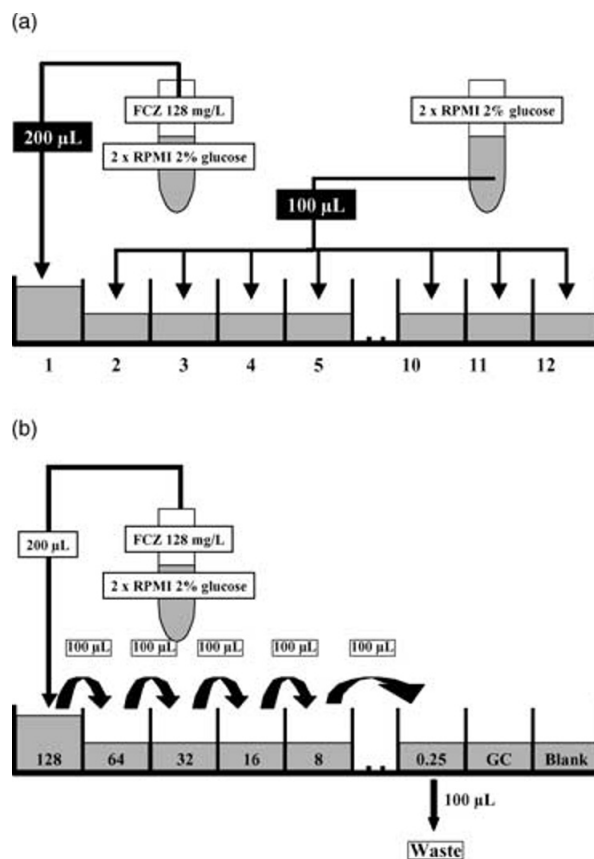 (a)
FCZ 128 mg/L
2 x RPMI 2% glucose
200 µL
2 x RPMI 2% glucose
100 µL
1 2 3 4 5 10 11 12
(b)
200 µL
FCZ 128 mg/L
2 x RPMI 2% glucose
100 µL 100 µL 100 µL 100 µL 100 µL
128 64 32 16 8 0.25 GC Blank
100 µL
Waste